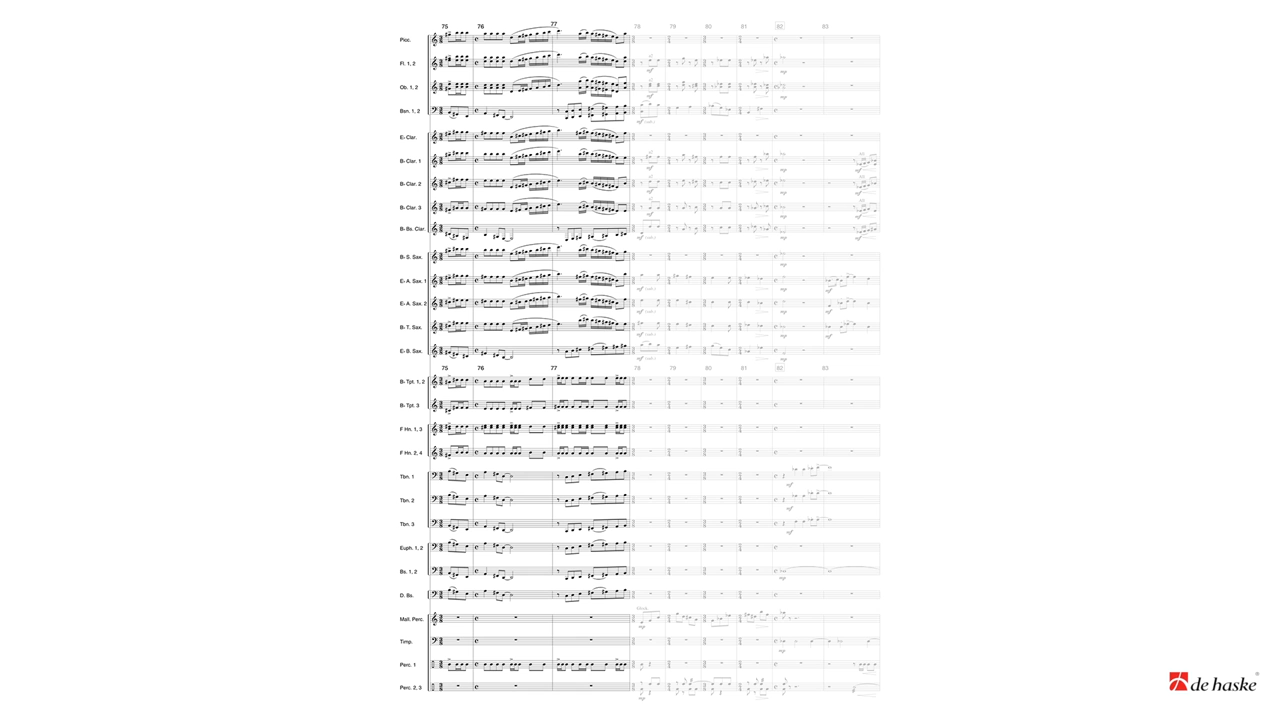 75 76 77 78 79 80 81 82 83
Picc.
Fl. 1, 2
Ob. 1, 2
Bsn. 1, 2
E♭ Clar.
B♭ Clar. 1
B♭ Clar. 2
B♭ Clar. 3
B♭ Bs. Clar.
B♭ S. Sax.
E♭ A. Sax. 1
E♭ A. Sax. 2
B♭ T. Sax.
E♭ B. Sax.
75 76 77 78 79 80 81 82 83
B♭ Tpt. 1, 2
B♭ Tpt. 3
F Hn. 1, 3
F Hn. 2, 4
Tbn. 1
Tbn. 2
Tbn. 3
Euph. 1, 2
Bs. 1, 2
D. Bs.
Mall. Perc.
Timp.
Perc. 1
Perc. 2, 3
de haske®